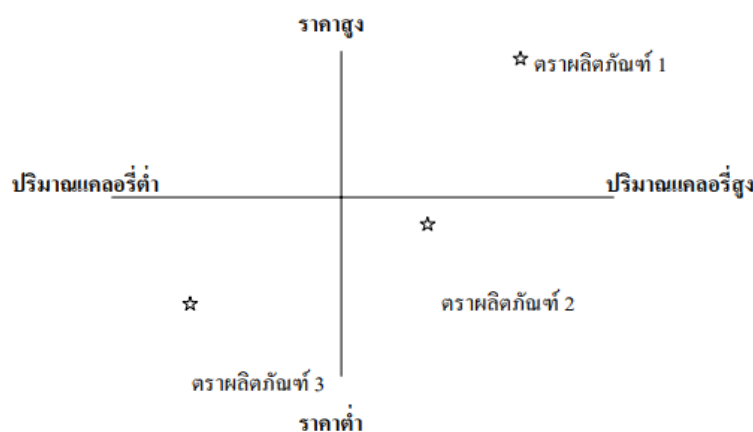 ราคาสูง
ตราผลิตภัณฑ์ 1
ปริมาณแคลอรี่ต่ำ
ปริมาณแคลอรี่สูง
ตราผลิตภัณฑ์ 2
ตราผลิตภัณฑ์ 3
ราคาต่ำ